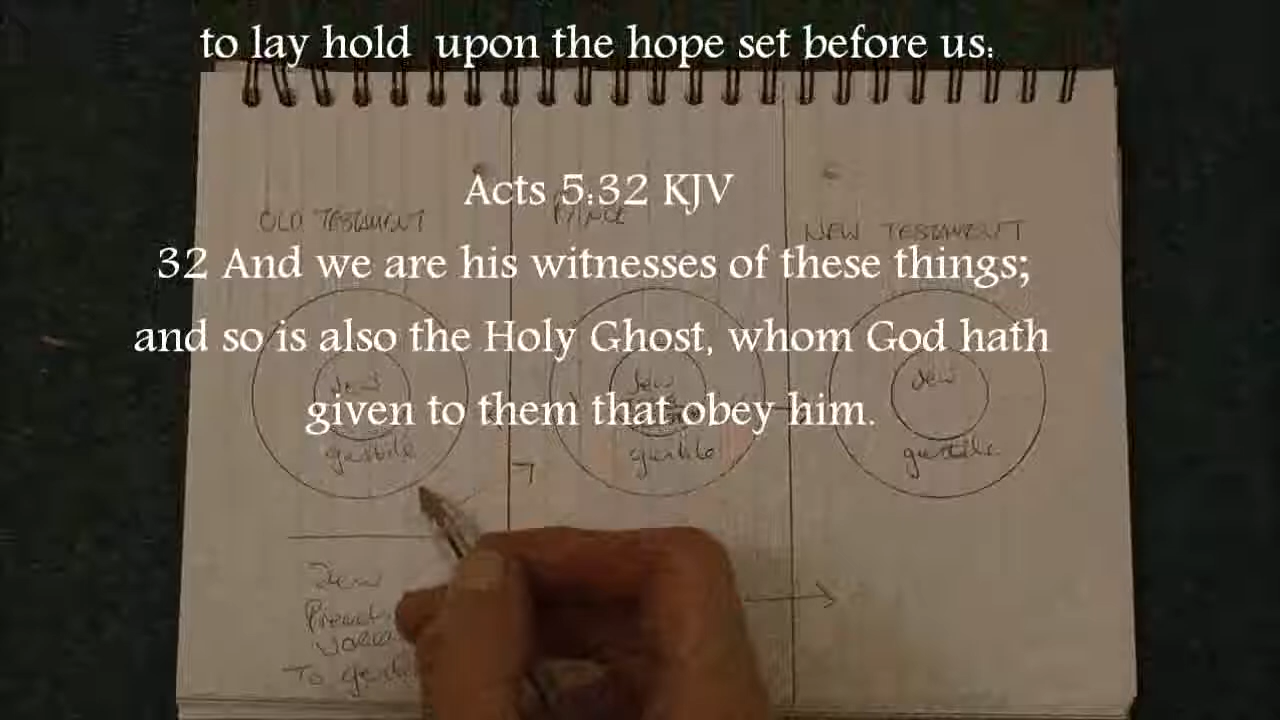 to lay hold upon the hope set before us:
Acts 5:32 KJV
OLD TESTAMENT
NEW TESTAMENT
32 And we are his witnesses of these things;
and so is also the Holy Ghost, whom God hath
Jew Jew Jew
given to them that obey him.
gentile gentile gentile
Jew
To